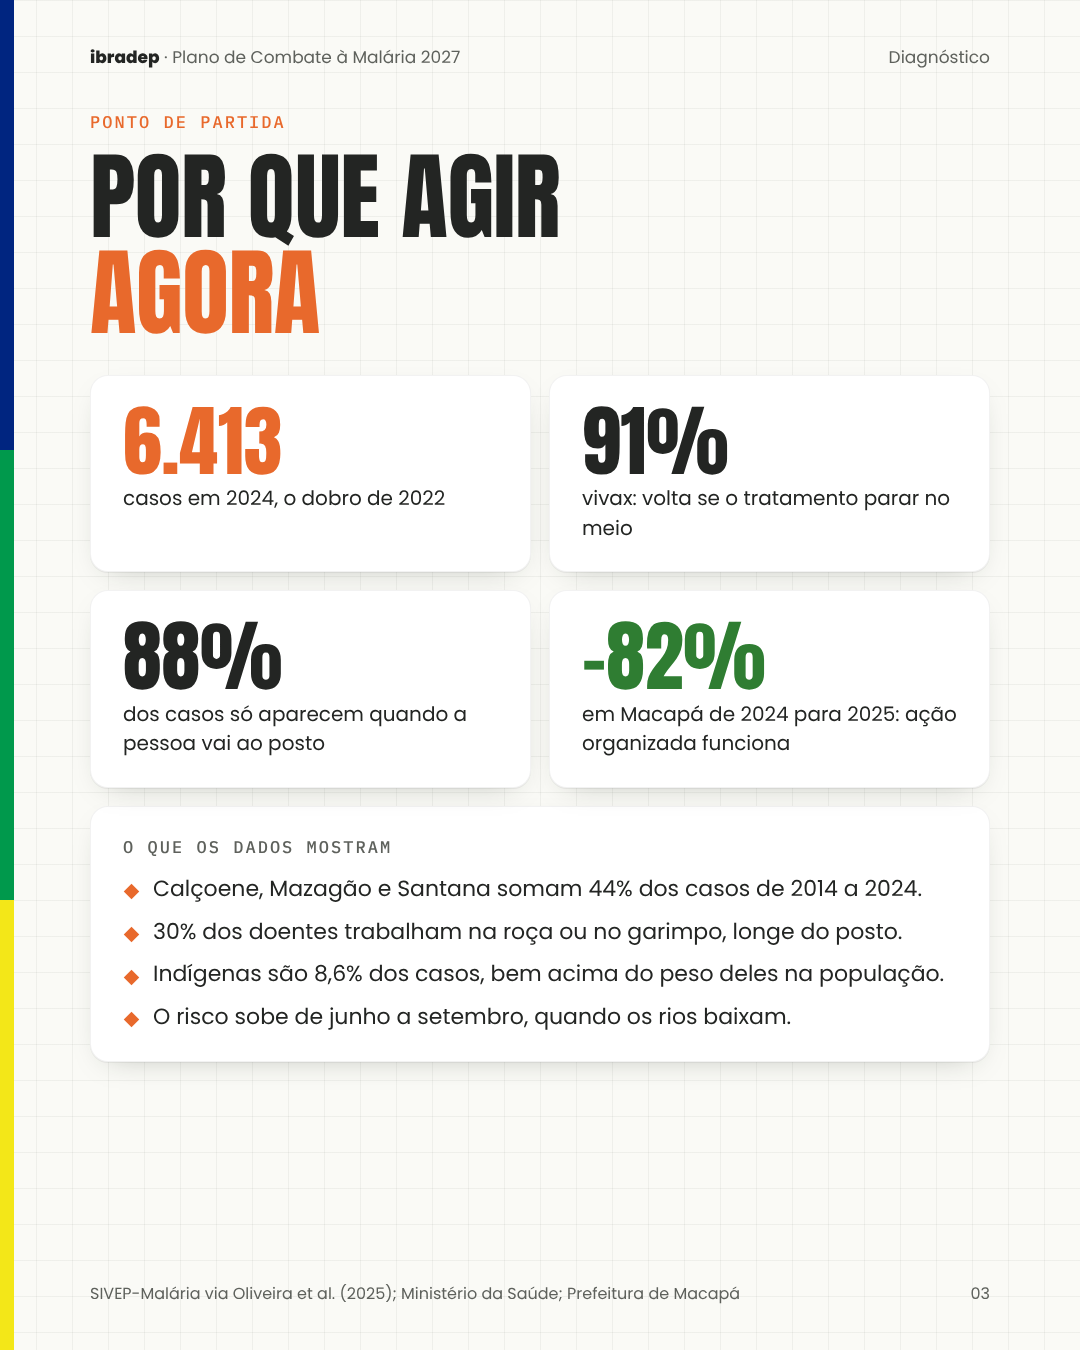 ibradep · Plano de Combate à Malária 2027
Diagnóstico
PONTO DE PARTIDA
POR QUE AGIR
AGORA
6.413
casos em 2024, o dobro de 2022
91%
vivax: volta se o tratamento parar no
meio
88%
dos casos só aparecem quando a
pessoa vai ao posto
-82%
em Macapá de 2024 para 2025: ação
organizada funciona
O QUE OS DADOS MOSTRAM
◆ Calçoene, Mazagão e Santana somam 44% dos casos de 2014 a 2024.
◆ 30% dos doentes trabalham na roça ou no garimpo, longe do posto.
◆ Indígenas são 8,6% dos casos, bem acima do peso deles na população.
◆ O risco sobe de junho a setembro, quando os rios baixam.
SIVEP-Malária via Oliveira et al. (2025); Ministério da Saúde; Prefeitura de Macapá
03